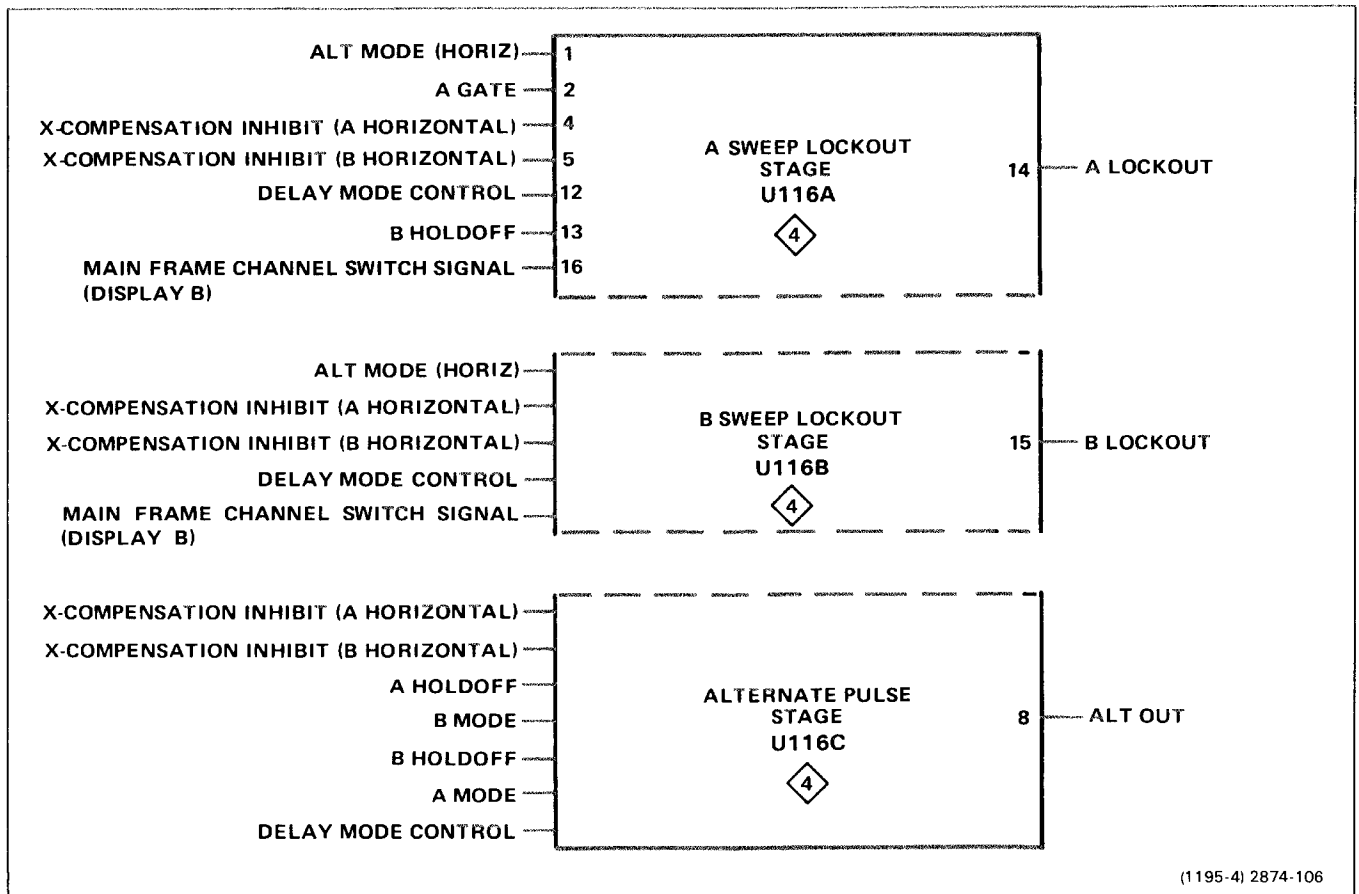 ALT MODE (HORIZ) 1
A GATE 2
X-COMPENSATION INHIBIT (A HORIZONTAL) 4
X-COMPENSATION INHIBIT (B HORIZONTAL) 5
DELAY MODE CONTROL 12
B HOLDOFF 13
MAIN FRAME CHANNEL SWITCH SIGNAL 16
(DISPLAY B)
A SWEEP LOCKOUT
STAGE
U116A
4
14 A LOCKOUT
ALT MODE (HORIZ)
X-COMPENSATION INHIBIT (A HORIZONTAL)
X-COMPENSATION INHIBIT (B HORIZONTAL)
DELAY MODE CONTROL
MAIN FRAME CHANNEL SWITCH SIGNAL
(DISPLAY B)
B SWEEP LOCKOUT
STAGE
U116B
4
15 B LOCKOUT
X-COMPENSATION INHIBIT (A HORIZONTAL)
X-COMPENSATION INHIBIT (B HORIZONTAL)
A HOLDOFF
B MODE
B HOLDOFF
A MODE
DELAY MODE CONTROL
ALTERNATE PULSE
STAGE
U116C
4
8 ALT OUT
(1195-4) 2874-106